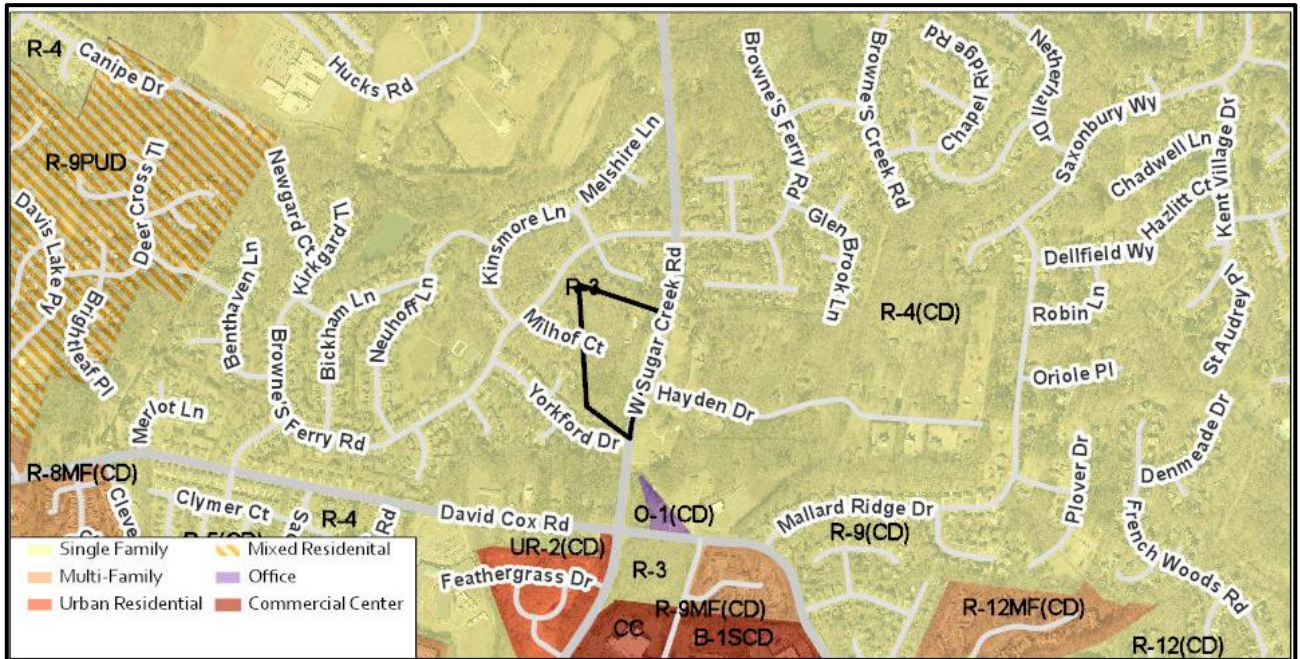 R-4
Canipe Dr
Hucks Rd
Browne'S Ferry Rd
Browne'S Creek Rd
Chapel Ridge Rd
Netherhall Dr
Saxonbury Wy
Chadwell Ln
Kent Village Dr
Hazlitt Ct
R-9PUD
Deer Cross Tl
Newgard Ct
Kirkgard Tl
Melshire Ln
Kinsmore Ln
Glen Brook Ln
Dellfield Wy
Davis Lake Py
Brightleaf Pl
Benthaven Ln
Bickham Ln
Neuhoff Ln
R-3
W Sugar Creek Rd
R-4(CD)
Robin Ln
St Audrey Pl
Milhof Ct
Oriole Pl
Merlot Ln
Browne'S Ferry Rd
Yorkford Dr
Hayden Dr
Denmeade Dr
Plover Dr
R-8MF(CD)
Clymer Ct
R-4
Rd
David Cox Rd
O-1(CD)
Mallard Ridge Dr
R-9(CD)
French Woods Rd
UR-2(CD)
Feathergrass Dr
R-3
R-9MF(CD)
R-12MF(CD)
CC
B-1SCD
R-12(CD)
Single Family
Mixed Residenital
Multi-Family
Office
Urban Residential
Commercial Center